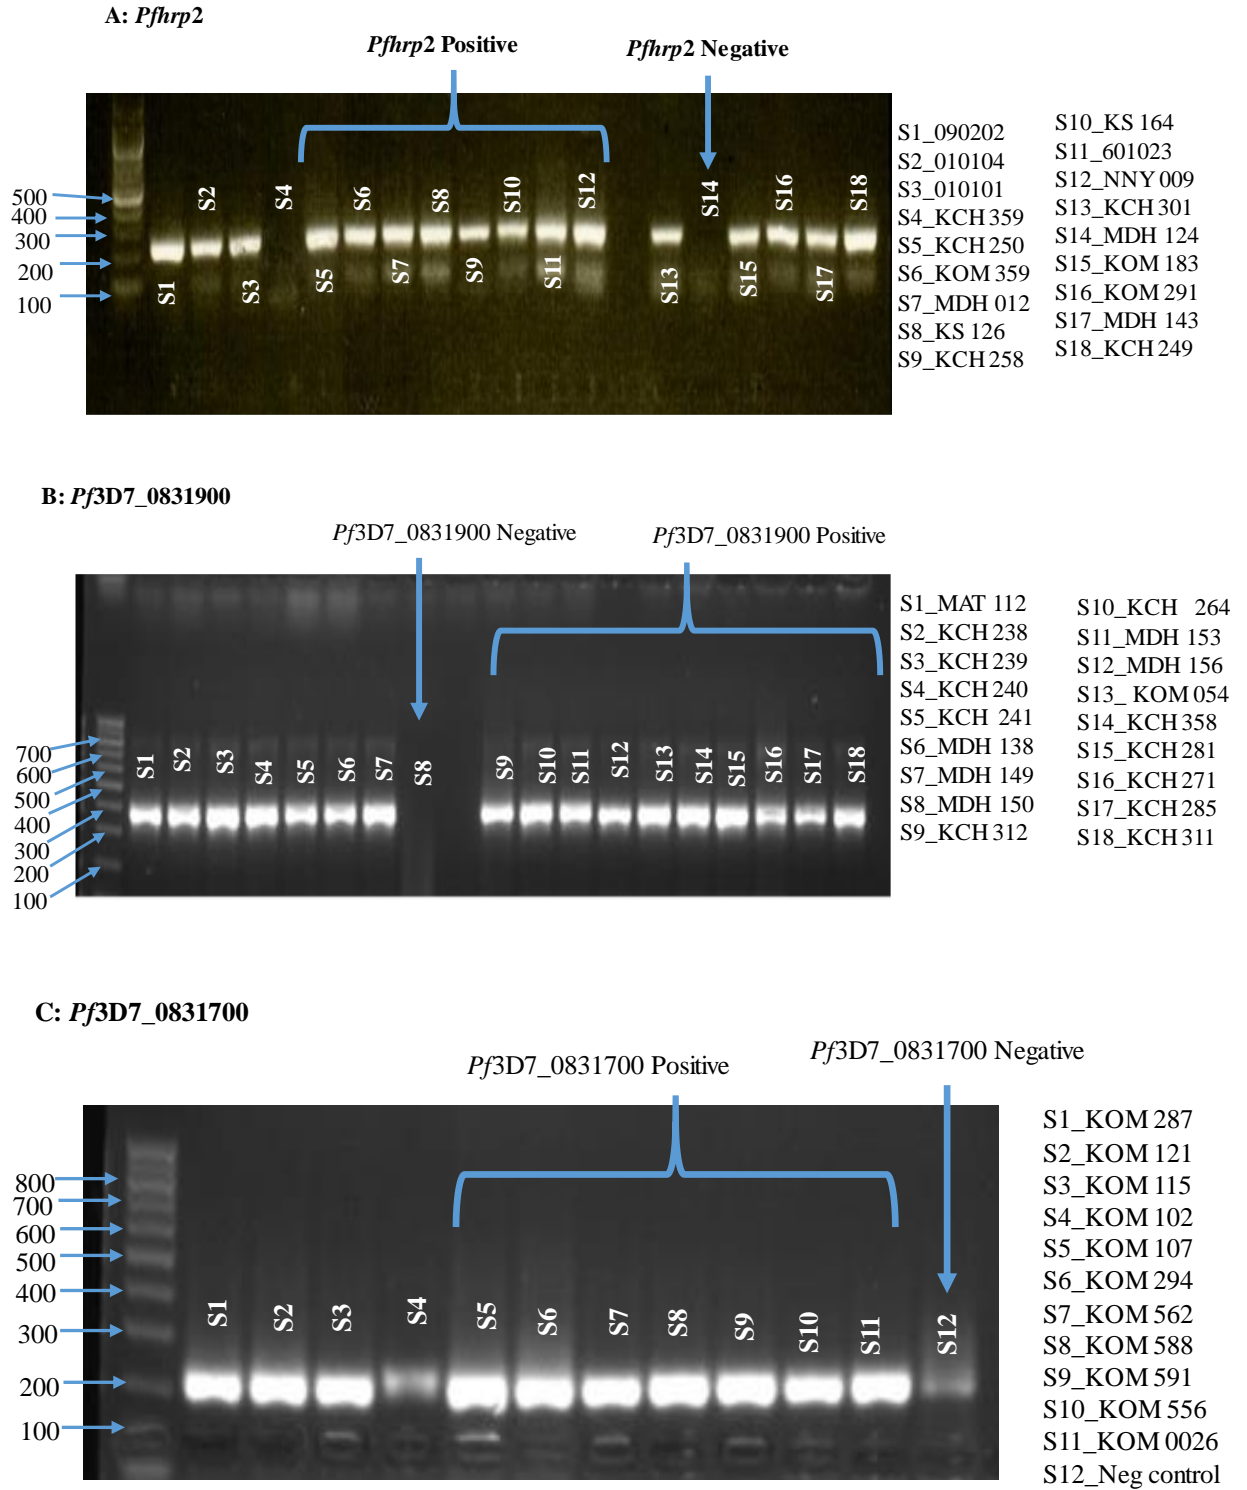 A: Pfhrp2
Pfhrp2 Positive
Pfhrp2 Negative
500
400
300
200
100
S1
S2
S3
S4
S5
S6
S7
S8
S9
S10
S11
S12
S13
S14
S15
S16
S17
S18
S1_090202
S2_010104
S3_010101
S4_KCH 359
S5_KCH 250
S6_KOM 359
S7_MDH 012
S8_KS 126
S9_KCH 258
S10_KS 164
S11_601023
S12_NNY 009
S13_KCH 301
S14_MDH 124
S15_KOM 183
S16_KOM 291
S17_MDH 143
S18_KCH 249
B: Pf3D7_0831900
Pf3D7_0831900 Negative
Pf3D7_0831900 Positive
700
600
500
400
300
200
100
S1
S2
S3
S4
S5
S6
S7
S8
S9
S10
S11
S12
S13
S14
S15
S16
S17
S18
S1_MAT 112
S2_KCH 238
S3_KCH 239
S4_KCH 240
S5_KCH 241
S6_MDH 138
S7_MDH 149
S8_MDH 150
S9_KCH 312
S10_KCH 264
S11_MDH 153
S12_MDH 156
S13_ KOM 054
S14_KCH 358
S15_KCH 281
S16_KCH 271
S17_KCH 285
S18_KCH 311
C: Pf3D7_0831700
Pf3D7_0831700 Positive
Pf3D7_0831700 Negative
800
700
600
500
400
300
200
100
S1
S2
S3
S4
S5
S6
S7
S8
S9
S10
S11
S12
S1_KOM 287
S2_KOM 121
S3_KOM 115
S4_KOM 102
S5_KOM 107
S6_KOM 294
S7_KOM 562
S8_KOM 588
S9_KOM 591
S10_KOM 556
S11_KOM 0026
S12_Neg control